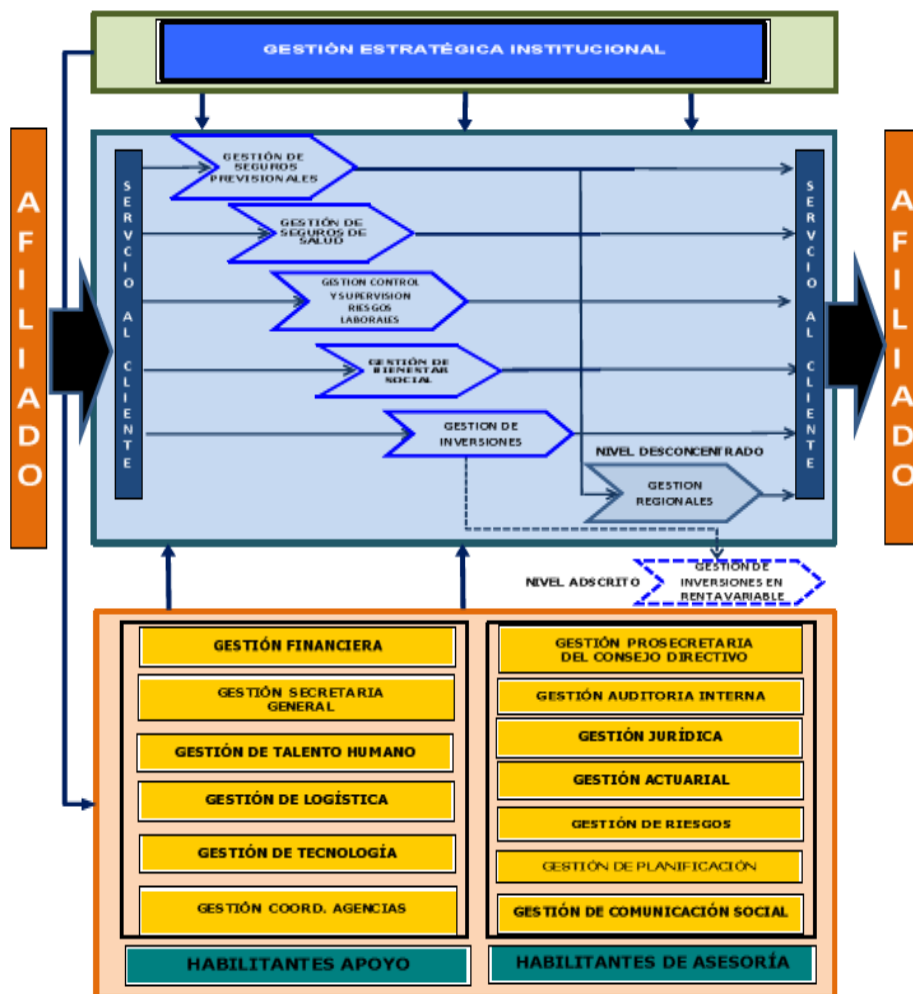 GESTIÓN ESTRATÉGICA INSTITUCIONAL
AFILIADO
SERVCIO AL CLIENTE
GESTIÓN DE
SEGUROS
PREVISIONALES
GESTIÓN DE
SEGUROS DE
SALUD
GESTION CONTROL
Y SUPERVISION
RIESGOS
LABORALES
GESTIÓN DE
BIENESTAR
SOCIAL
GESTION DE
INVERSIONES
NIVEL DESCONCENTRADO
GESTION
REGIONALES
SERVCIO AL CLIENTE
AFILIADO
NIVEL ADSCRITO
GESTIÓN DE
INVERSIONES EN
RENTA VARIABLE
GESTIÓN FINANCIERA
GESTIÓN SECRETARIA
GENERAL
GESTIÓN DE TALENTO HUMANO
GESTIÓN DE LOGÍSTICA
GESTIÓN DE TECNOLOGÍA
GESTIÓN COORD. AGENCIAS
HABILITANTES APOYO
GESTIÓN PROSECRETARIA
DEL CONSEJO DIRECTIVO
GESTIÓN AUDITORIA INTERNA
GESTIÓN JURÍDICA
GESTIÓN ACTUARIAL
GESTIÓN DE RIESGOS
GESTIÓN DE PLANIFICACIÓN
GESTIÓN DE COMUNICACIÓN SOCIAL
HABILITANTES DE ASESORÍA